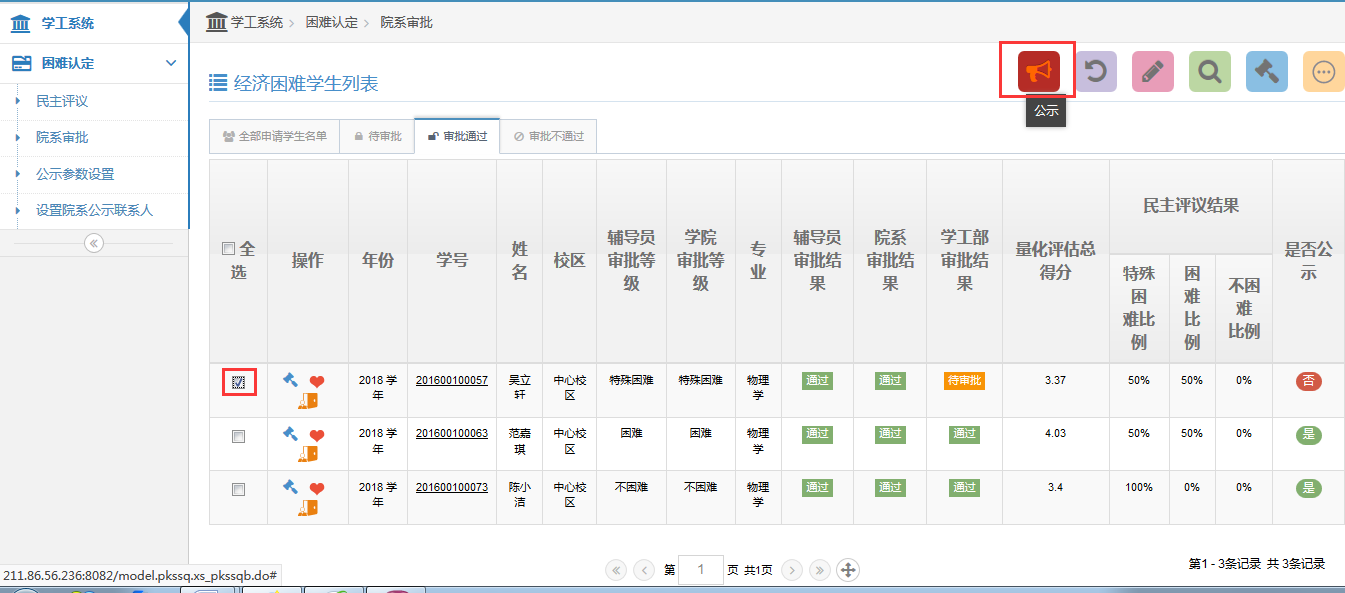 学工系统
困难认定
民主评议
院系审批
公示参数设置
设置院系公示联系人
学工系统 困难认定 院系审批
经济困难学生列表
公示
全部申请学生名单 待审批 审批通过 审批不通过
全选 操作 年份 学号 姓名 校区 辅导员审批等级 学院审批等级 专业 辅导员审批结果 院系审批结果 学工部审批结果 量化评估总得分 民主评议结果 是否公示
特殊困难比例 困难比例 不困难比例
2018 学年 201600100057 吴立轩 中心校区 特殊困难 特殊困难 物理学 通过 通过 待审批 3.37 50% 50% 0% 否
2018 学年 201600100063 范嘉琪 中心校区 困难 困难 物理学 通过 通过 通过 4.03 50% 50% 0% 是
2018 学年 201600100073 陈小洁 中心校区 不困难 不困难 物理学 通过 通过 通过 3.4 100% 0% 0% 是
第 1 页 共1页
第1 - 3条记录 共 3条记录
211.86.56.236:8082/model.pkssq.xs_pkssqb.do#